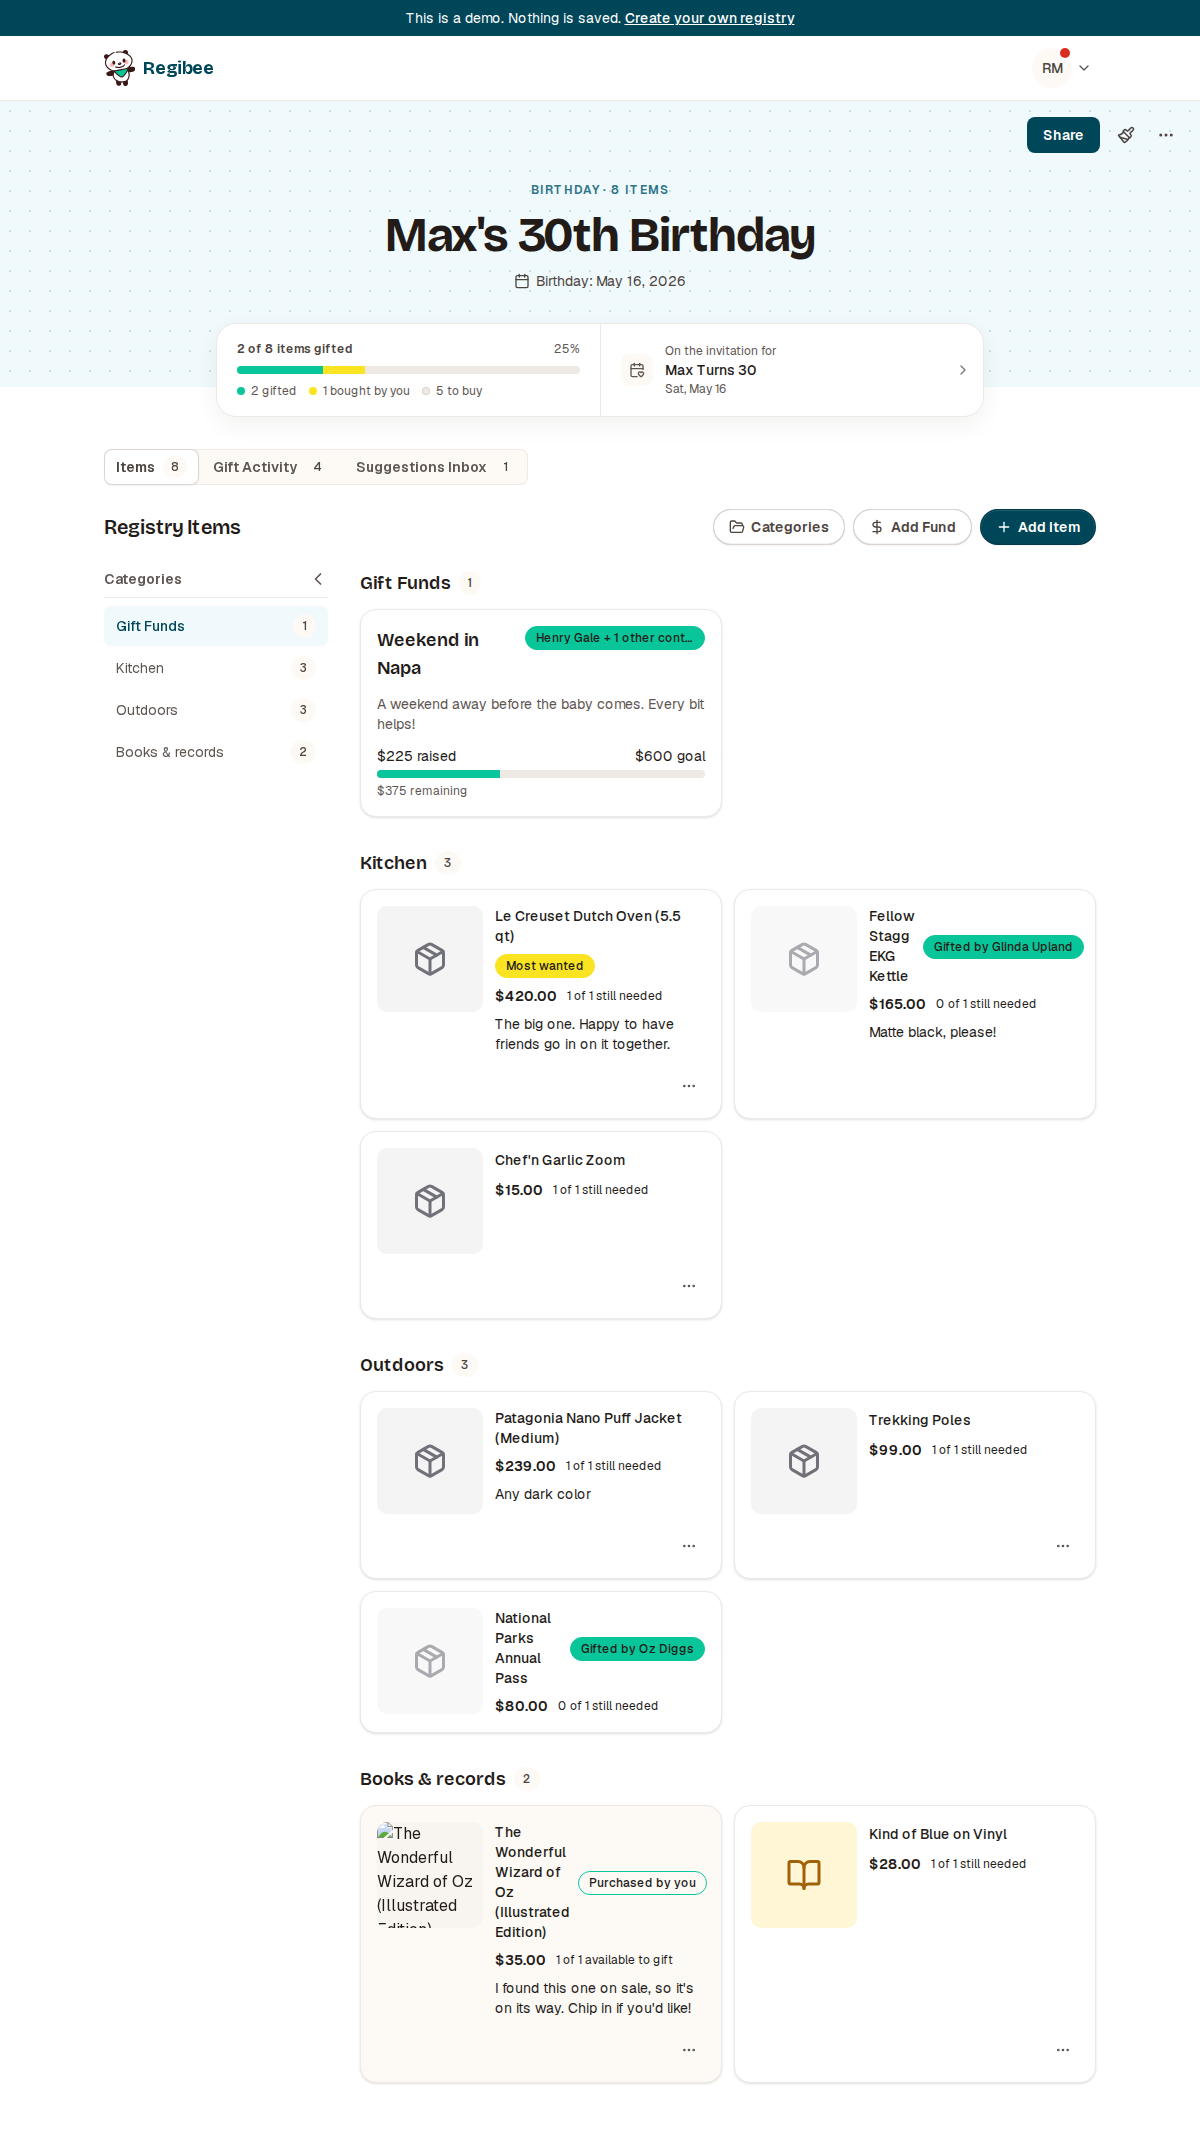 This is a demo. Nothing is saved. Create your own registry
Regibee
RM
Share
BIRTHDAY · 8 ITEMS
Max's 30th Birthday
Birthday: May 16, 2026
2 of 8 items gifted
25%
2 gifted
1 bought by you
5 to buy
On the invitation for
Max Turns 30
Sat, May 16
Items 8
Gift Activity 4
Suggestions Inbox 1
Registry Items
Categories
Add Fund
Add Item
Categories
Gift Funds 1
Kitchen 3
Outdoors 3
Books & records 2
Gift Funds 1
Weekend in
Napa
Henry Gale + 1 other cont...
A weekend away before the baby comes. Every bit
helps!
$225 raised
$600 goal
$375 remaining
Kitchen 3
Le Creuset Dutch Oven (5.5
qt)
Most wanted
$420.00 1 of 1 still needed
The big one. Happy to have
friends go in on it together.
Fellow
Stagg
EKG
Kettle
Gifted by Glinda Upland
$165.00 0 of 1 still needed
Matte black, please!
Chef'n Garlic Zoom
$15.00 1 of 1 still needed
Outdoors 3
Patagonia Nano Puff Jacket
(Medium)
$239.00 1 of 1 still needed
Any dark color
Trekking Poles
$99.00 1 of 1 still needed
National
Parks
Annual
Pass
Gifted by Oz Diggs
$80.00 0 of 1 still needed
Books & records 2
The
Wonderful
Wizard of Oz
(Illustrated
Edition)
The
Wonderful
Wizard of
Oz
(Illustrated
Edition)
Purchased by you
$35.00 1 of 1 available to gift
I found this one on sale, so it's
on its way. Chip in if you'd like!
Kind of Blue on Vinyl
$28.00 1 of 1 still needed